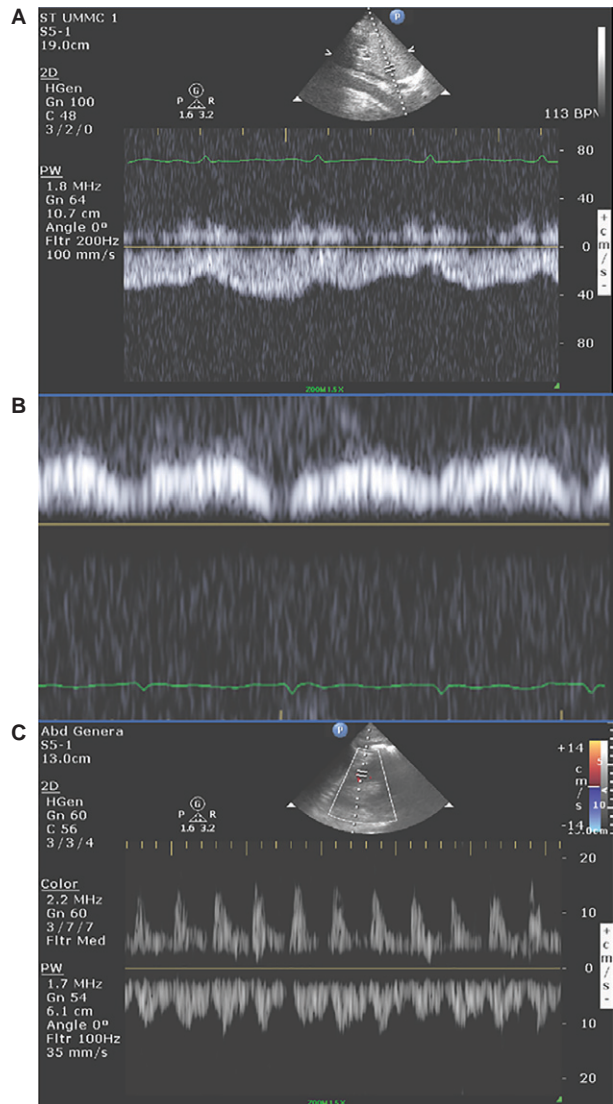 A
ST UMMC 1
S5-1
19.0cm
2D
HGen
Gn 100
C 48
3/2/0
P G R
1.6 3.2
P
113 BPM
PW
1.8 MHz
Gn 64
10.7 cm
Angle 0°
Fltr 200Hz
100 mm/s
80
40
0
40
80
+
cm/s
-
ZOOM 1.5X
B
C
Abd Genera
S5-1
13.0cm
2D
HGen
Gn 60
C 56
3/3/4
P G R
1.6 3.2
P
+14
cm/s
-14
5
10
Color
2.2 MHz
Gn 60
3/7/7
Fltr Med
PW
1.7 MHz
Gn 54
6.1 cm
Angle 0°
Fltr 100Hz
35 mm/s
20
10
0
10
20
+
cm/s
-